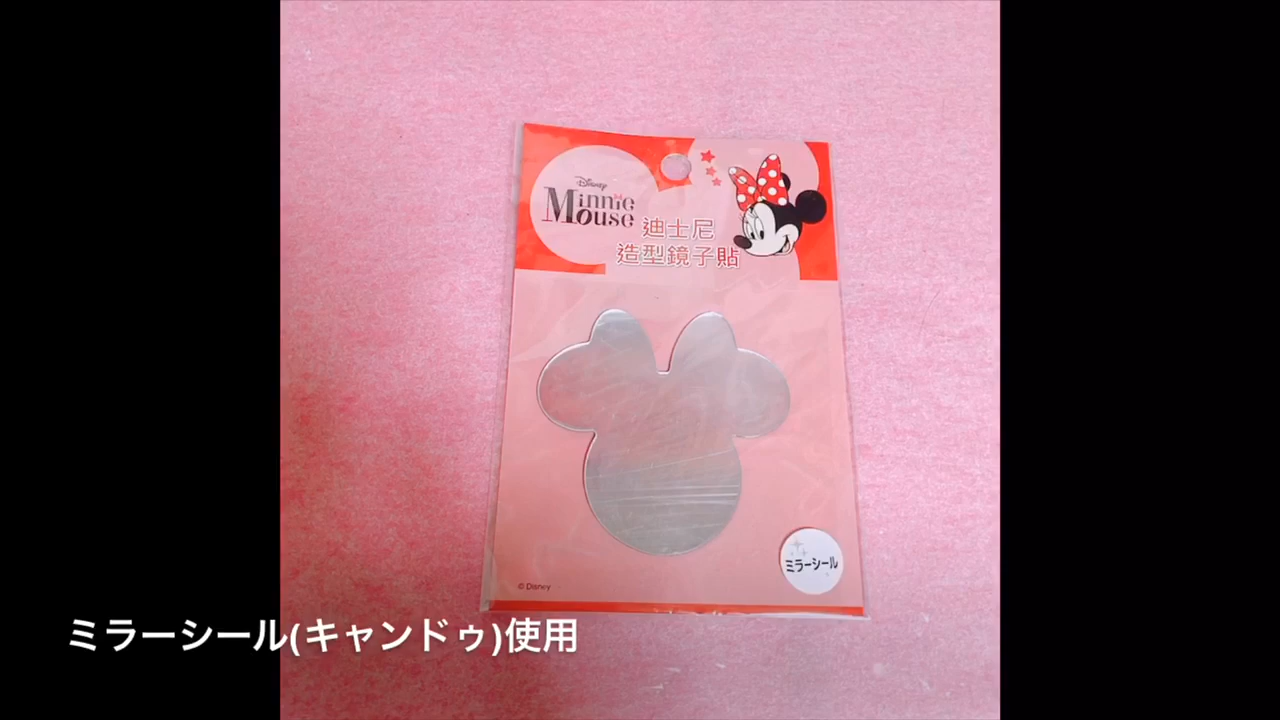 Disney
Minnie
Mouse
迪士尼
造型鏡子貼
© Disney
ミラーシール
ミラーシール(キャンドゥ)使用